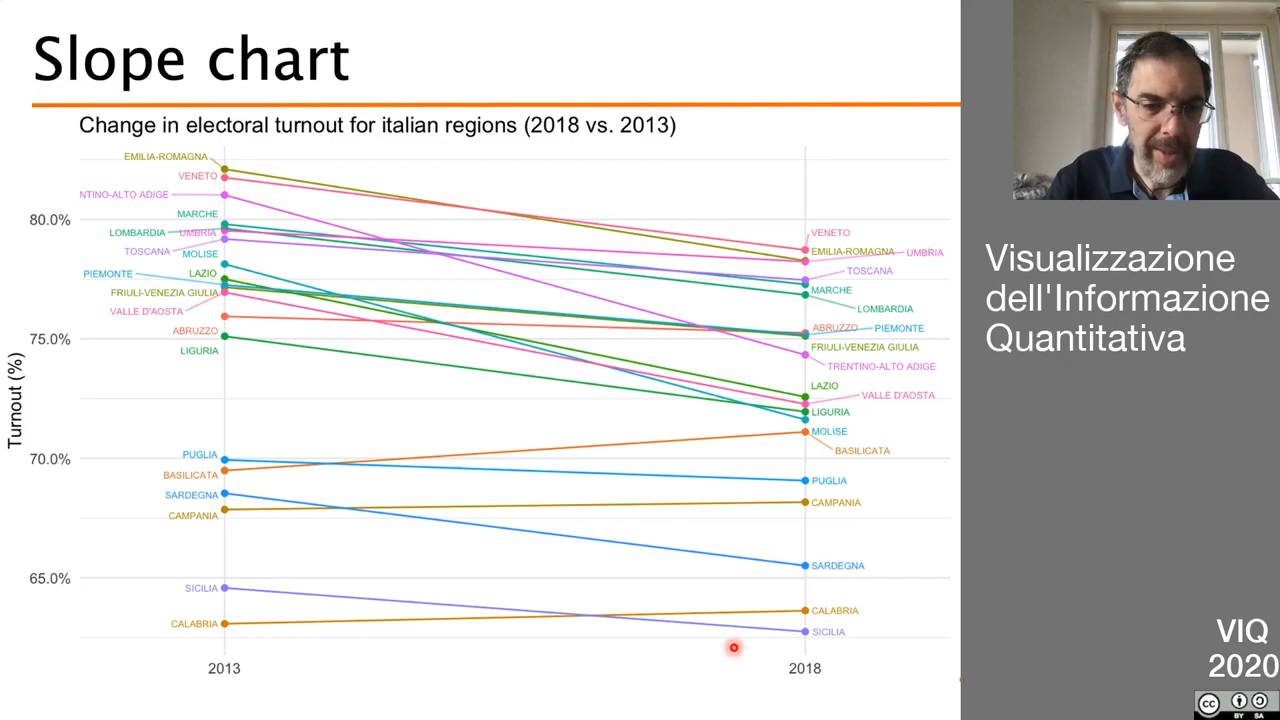 Slope chart
Change in electoral turnout for italian regions (2018 vs. 2013)
Turnout (%)
80.0%
75.0%
70.0%
65.0%
EMILIA-ROMAGNA
VENETO
NTINO-ALTO ADIGE
MARCHE
LOMBARDIA
UMBRIA
TOSCANA
MOLISE
PIEMONTE
LAZIO
FRIULI-VENEZIA GIULIA
VALLE D'AOSTA
ABRUZZO
LIGURIA
PUGLIA
BASILICATA
SARDEGNA
CAMPANIA
SICILIA
CALABRIA
VENETO
EMILIA-ROMAGNA
UMBRIA
TOSCANA
MARCHE
LOMBARDIA
ABRUZZO
PIEMONTE
FRIULI-VENEZIA GIULIA
TRENTINO-ALTO ADIGE
LAZIO
VALLE D'AOSTA
LIGURIA
MOLISE
BASILICATA
PUGLIA
CAMPANIA
SARDEGNA
CALABRIA
SICILIA
2013
2018
Visualizzazione
dell'Informazione
Quantitativa
VIQ
2020
CC
BY SA